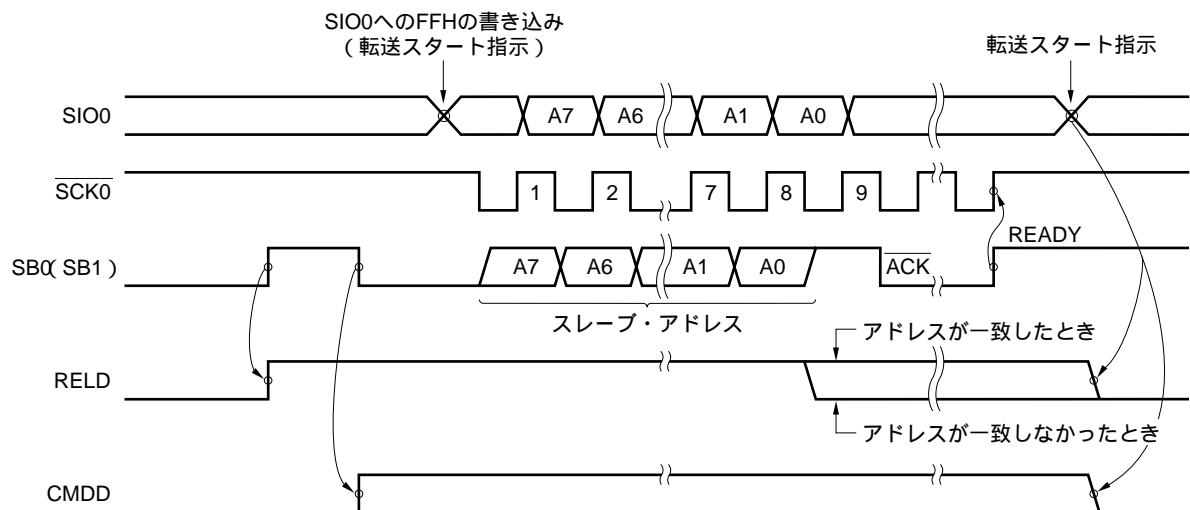 SIO0へのFFHの書き込み
（転送スタート指示）
転送スタート指示
SIO0
A7
A6
A1
A0
SCK0
1
2
7
8
9
READY
SB0（SB1）
A7
A6
A1
A0
ACK
スレーブ・アドレス
アドレスが一致したとき
RELD
アドレスが一致しなかったとき
CMDD